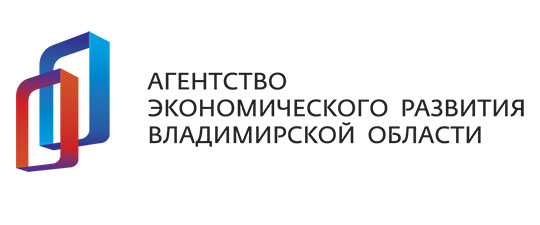 АГЕНТСТВО
ЭКОНОМИЧЕСКОГО РАЗВИТИЯ
ВЛАДИМИРСКОЙ ОБЛАСТИ